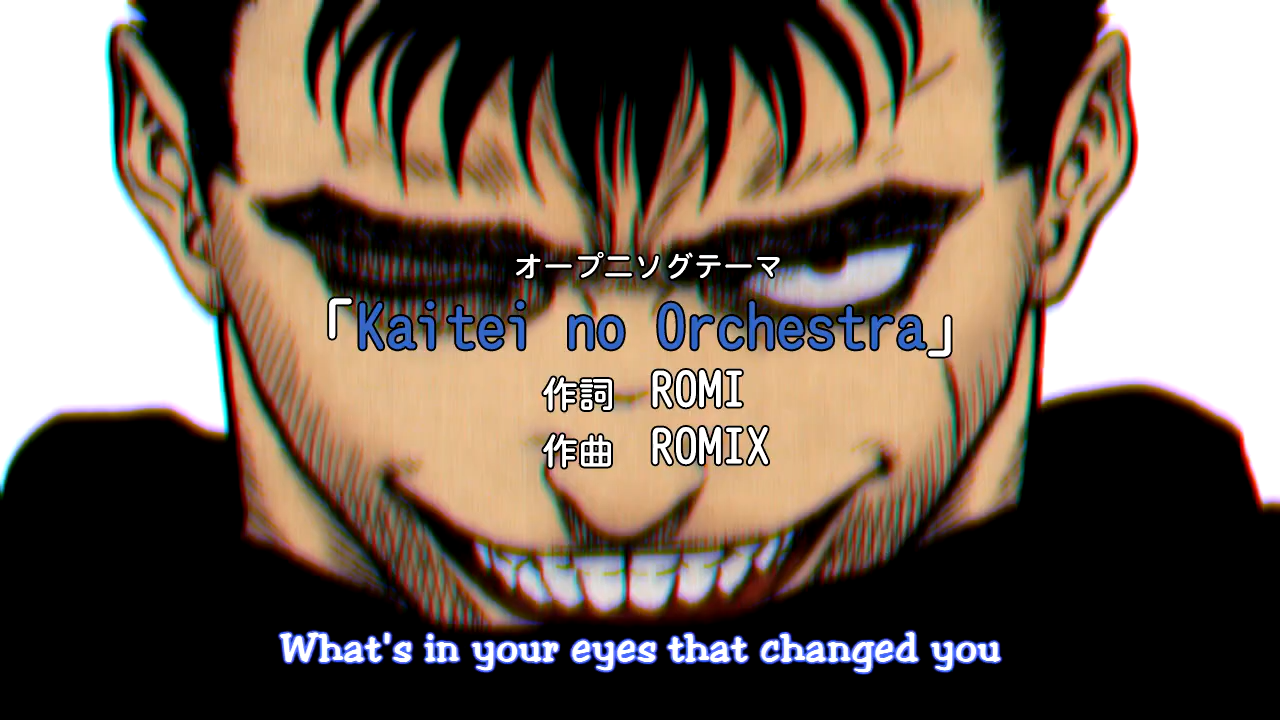 オープニソグテーマ
「Kaitei no Orchestra」
作詞 ROMI
作曲 ROMIX
What's in your eyes that changed you